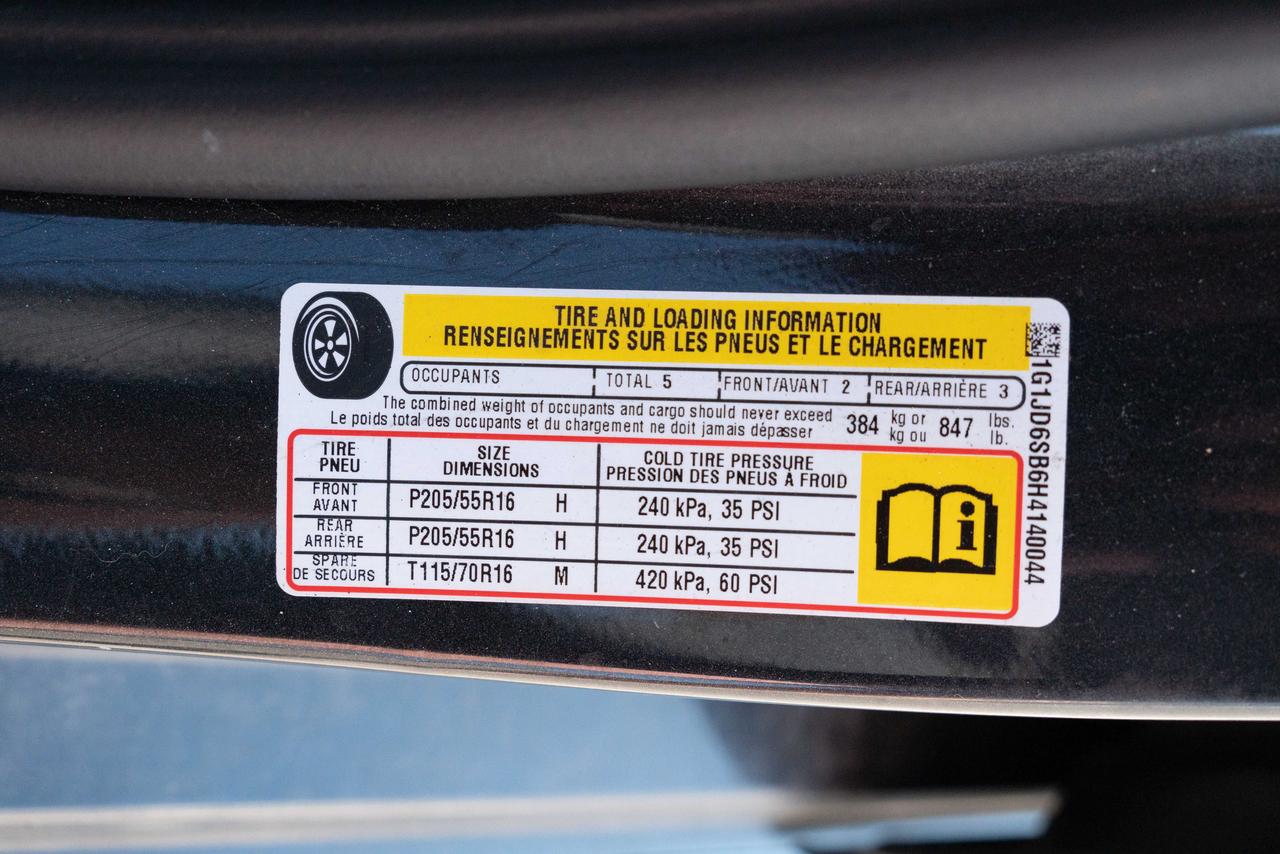 TIRE AND LOADING INFORMATION
RENSEIGNEMENTS SUR LES PNEUS ET LE CHARGEMENT
OCCUPANTS TOTAL 5 FRONT/AVANT 2 REAR/ARRIÈRE 3
The combined weight of occupants and cargo should never exceed 384 kg or 847 lbs.
Le poids total des occupants et du chargement ne doit jamais dépasser kg ou lb.
TIRE SIZE COLD TIRE PRESSURE
PNEU DIMENSIONS PRESSION DES PNEUS À FROID
FRONT
AVANT P205/55R16 H 240 kPa, 35 PSI
REAR
ARRIÈRE P205/55R16 H 240 kPa, 35 PSI
SPARE
DE SECOURS T115/70R16 M 420 kPa, 60 PSI
i
1G1JD6SB6H4140044